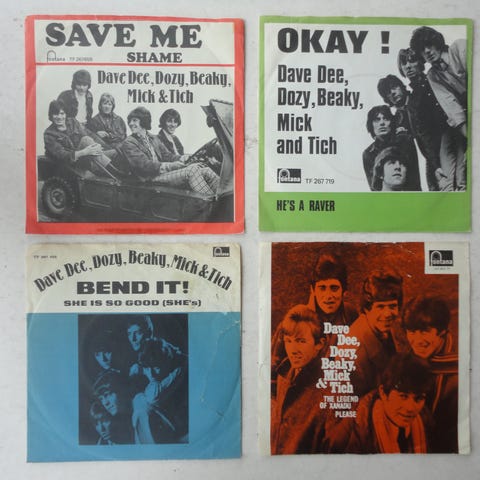 SAVE ME
SHAME
fontana TF 267655
Dave Dee, Dozy, Beaky,
Mick & Tich
OKAY !
Dave Dee,
Dozy, Beaky,
Mick
and Tich
fontana
TF 267 719
HE'S A RAVER
fontana
Dave Dee, Dozy, Beaky, Mick & Tich
BEND IT!
SHE IS SO GOOD (SHE's)
fontana
Dave
Dee,
Dozy,
Beaky,
Mick
& Tich
THE LEGEND
OF XANADU
PLEASE